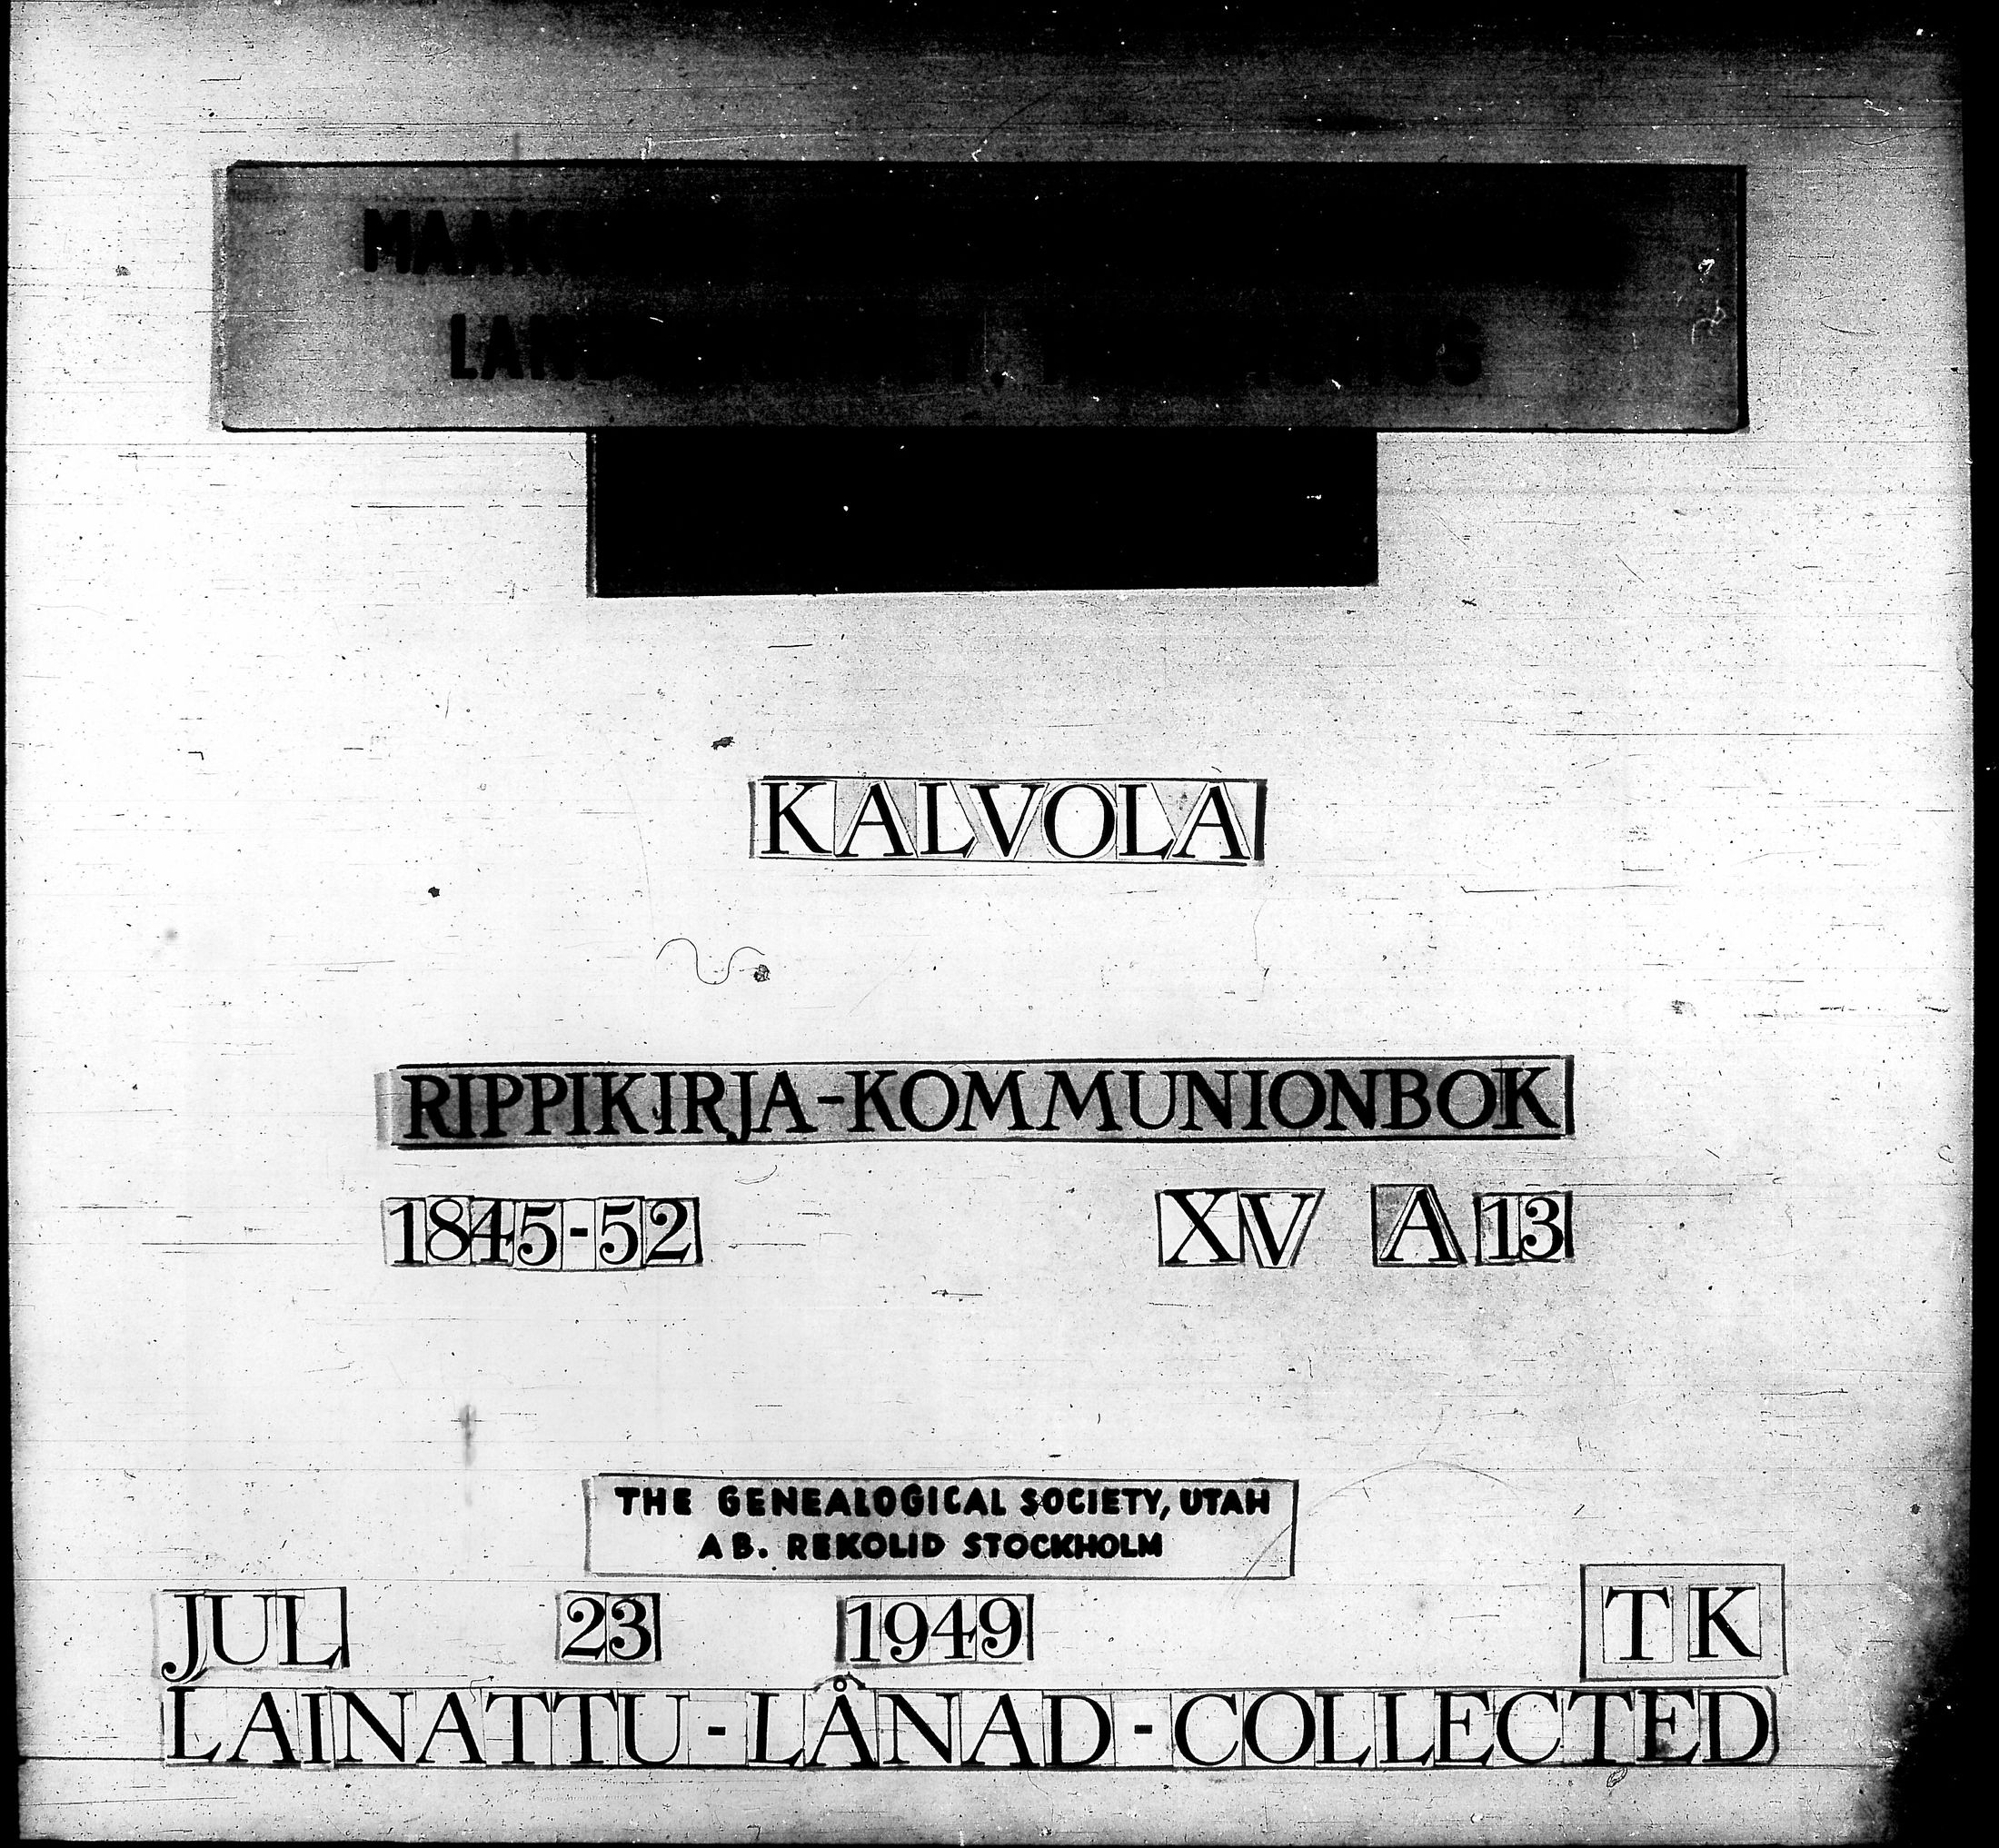 KALVOLA
RIPPIKIRJA-KOMMUNIONBOK
1845-52 XV A 13
THE GENEALOGICAL SOCIETY, UTAH
AB. REKOLID STOCKHOLM
JUL 23 1949 TK
LAINATTU-LÅNAD-COLLECTED